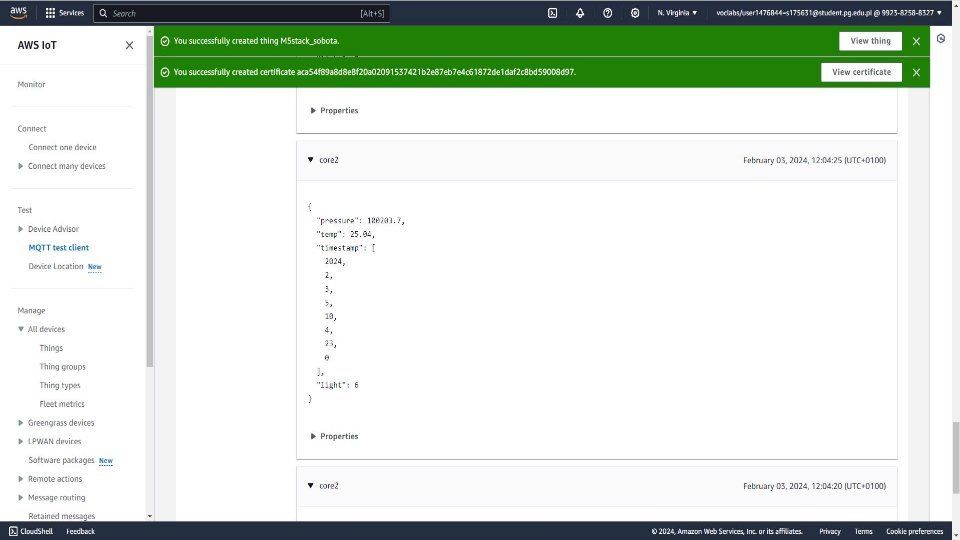 aws Services Search [Alt+S] N. Virginia ▼ voclabs/user1476844=s175631@student.pg.edu.pl @ 9923-8258-8327 ▼
AWS IoT
You successfully created thing M5stack_sobota. View thing
You successfully created certificate aca54f89a8d8e8f20a02091537421b2e87eb7e4c61872de1daf2c8bd59008d97. View certificate
Monitor
Connect
Connect one device
Connect many devices
Test
Device Advisor
MQTT test client
Device Location New
Manage
All devices
Things
Thing groups
Thing types
Fleet metrics
Greengrass devices
LPWAN devices
Software packages New
Remote actions
Message routing
Retained messages
Properties
core2 February 03, 2024, 12:04:25 (UTC+0100)
{
"pressure": 100203.7,
"temp": 25.04,
"timestamp": [
2024,
2,
3,
5,
10,
4,
23,
0
],
"light": 6
}
Properties
core2 February 03, 2024, 12:04:20 (UTC+0100)
CloudShell Feedback © 2024, Amazon Web Services, Inc. or its affiliates. Privacy Terms Cookie preferences